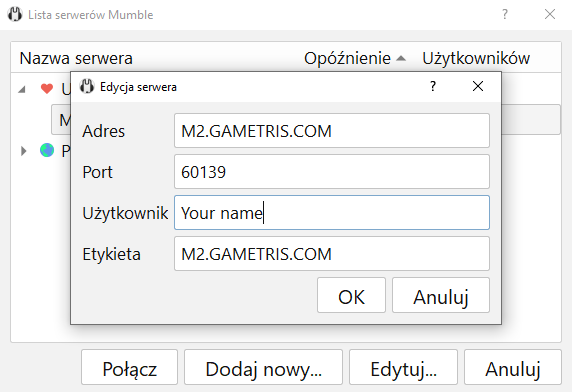 Lista serwerów Mumble
Nazwa serwera Opóźnienie Użytkowników
Edycja serwera
Adres M2.GAMETRIS.COM
Port 60139
Użytkownik Your name
Etykieta M2.GAMETRIS.COM
OK Anuluj
Połącz Dodaj nowy... Edytuj... Anuluj